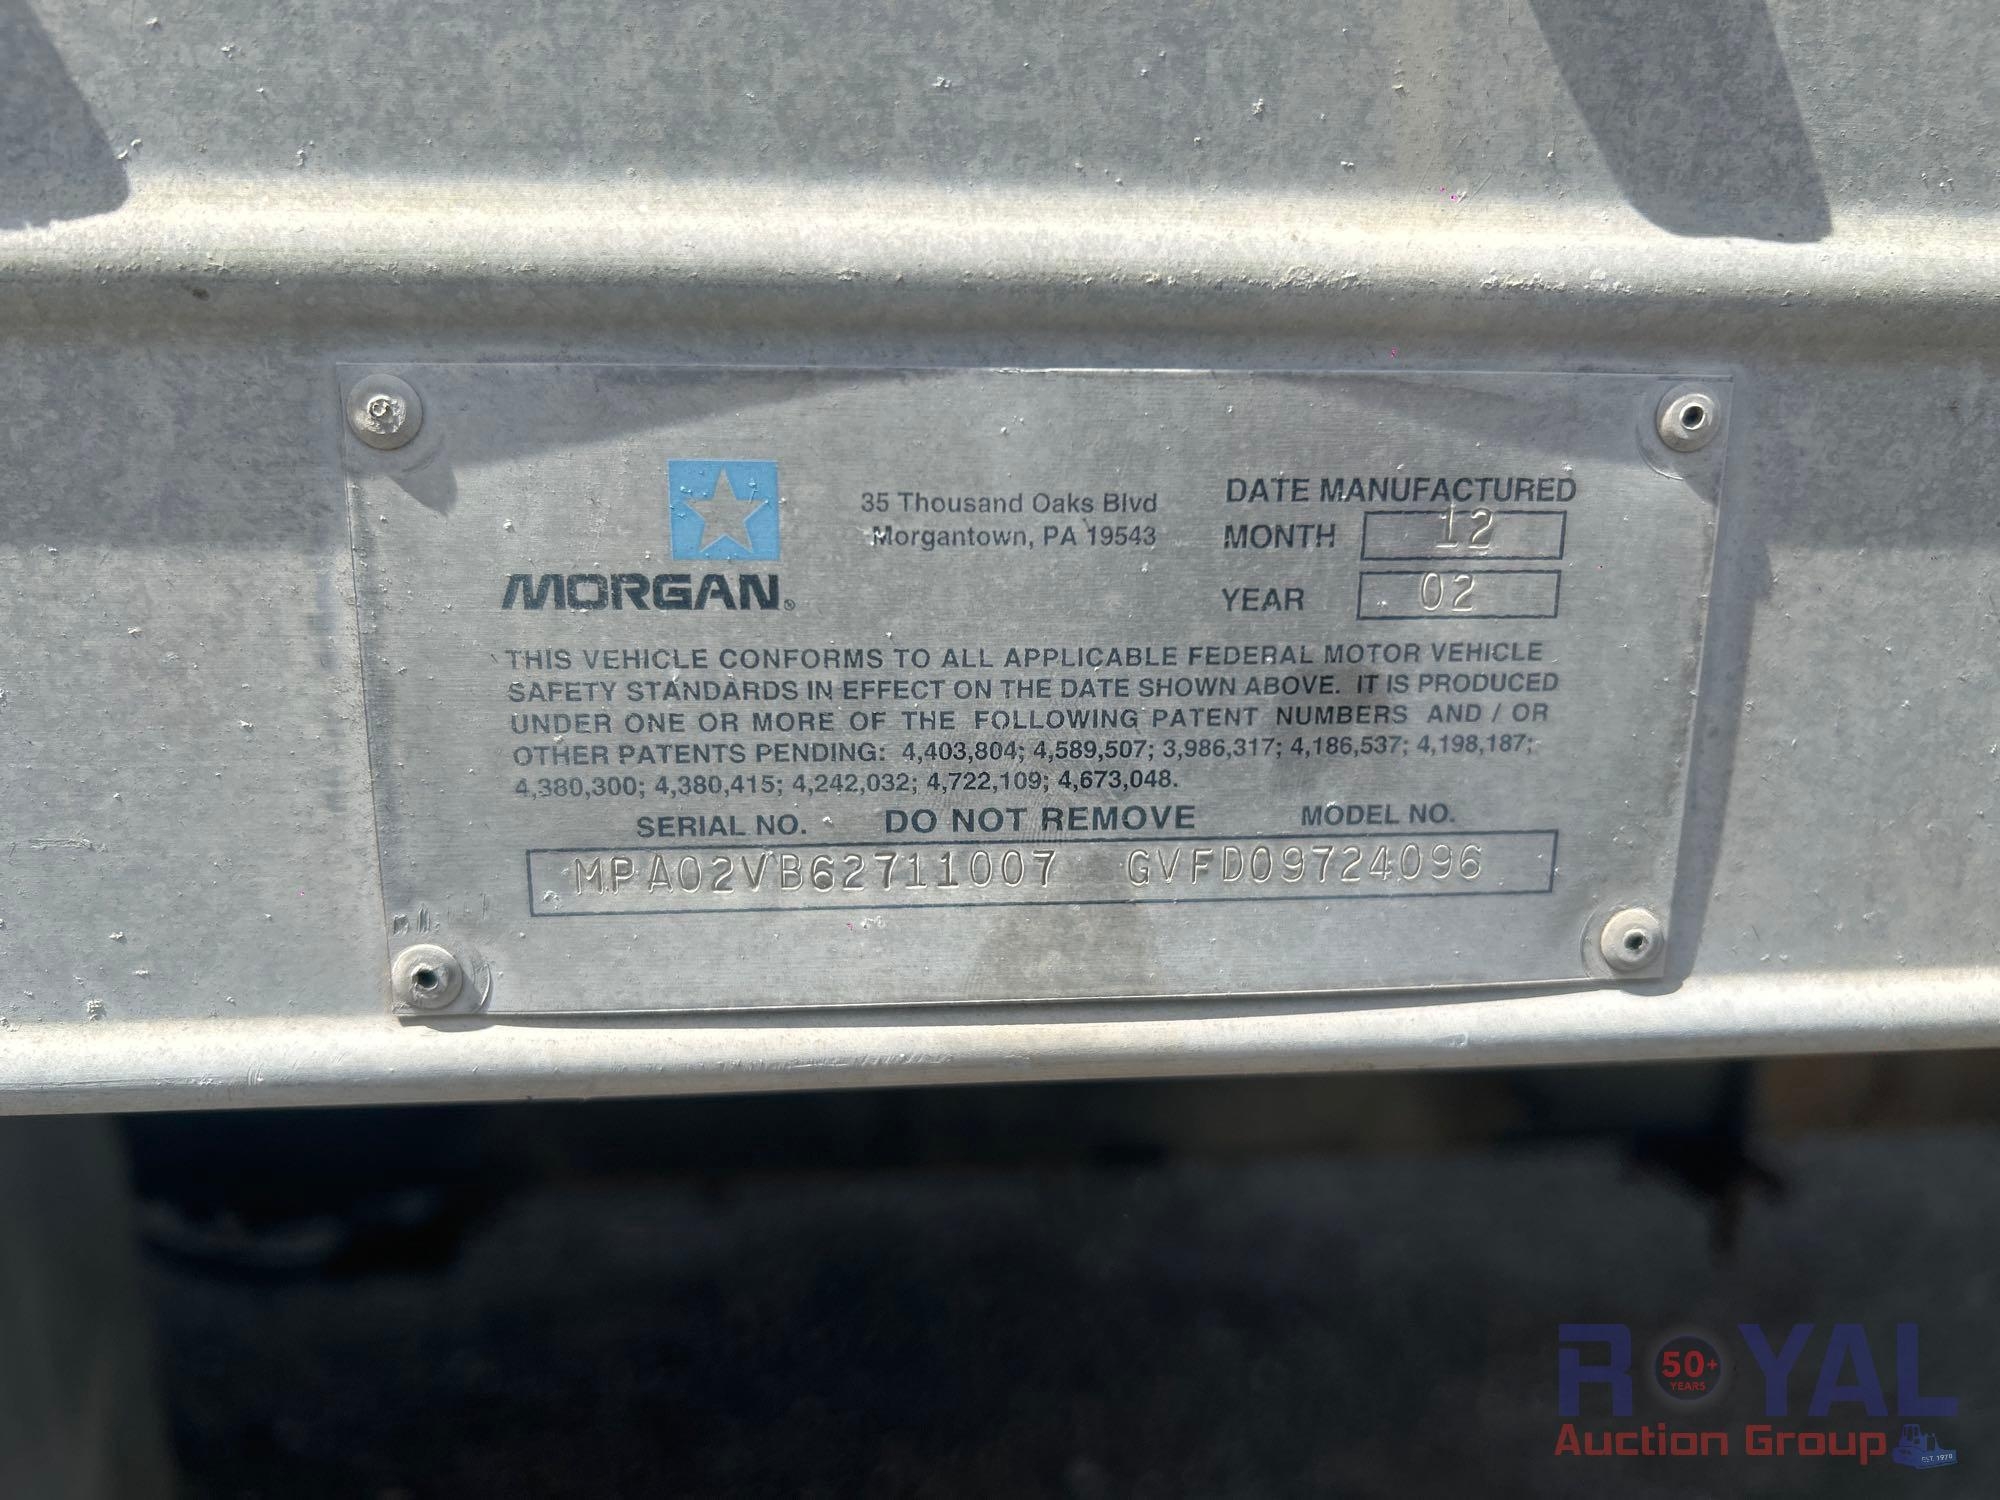 MORGAN®
35 Thousand Oaks Blvd
Morgantown, PA 19543
DATE MANUFACTURED
MONTH 12
YEAR 02
THIS VEHICLE CONFORMS TO ALL APPLICABLE FEDERAL MOTOR VEHICLE
SAFETY STANDARDS IN EFFECT ON THE DATE SHOWN ABOVE. IT IS PRODUCED
UNDER ONE OR MORE OF THE FOLLOWING PATENT NUMBERS AND / OR
OTHER PATENTS PENDING: 4,403,804; 4,589,507; 3,986,317; 4,186,537; 4,198,187;
4,380,300; 4,380,415; 4,242,032; 4,722,109; 4,673,048.
SERIAL NO. DO NOT REMOVE MODEL NO.
MPA02VB62711007 GVFD09724096
ROYAL
50+
YEARS
Auction Group
EST. 1970